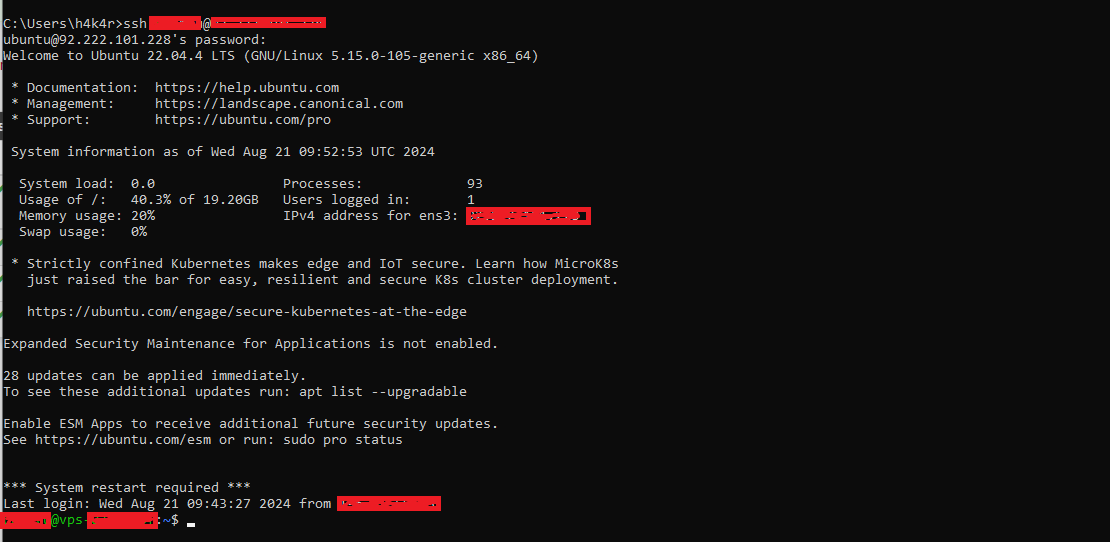 C:\Users\h4k4r>ssh @
ubuntu@92.222.101.228's password:
Welcome to Ubuntu 22.04.4 LTS (GNU/Linux 5.15.0-105-generic x86_64)
* Documentation: https://help.ubuntu.com
* Management: https://landscape.canonical.com
* Support: https://ubuntu.com/pro
System information as of Wed Aug 21 09:52:53 UTC 2024
System load: 0.0 Processes: 93
Usage of /: 40.3% of 19.20GB Users logged in: 1
Memory usage: 20% IPv4 address for ens3:
Swap usage: 0%
* Strictly confined Kubernetes makes edge and IoT secure. Learn how MicroK8s
just raised the bar for easy, resilient and secure K8s cluster deployment.
https://ubuntu.com/engage/secure-kubernetes-at-the-edge
Expanded Security Maintenance for Applications is not enabled.
28 updates can be applied immediately.
To see these additional updates run: apt list --upgradable
Enable ESM Apps to receive additional future security updates.
See https://ubuntu.com/esm or run: sudo pro status
*** System restart required ***
Last login: Wed Aug 21 09:43:27 2024 from
@vps- :~$